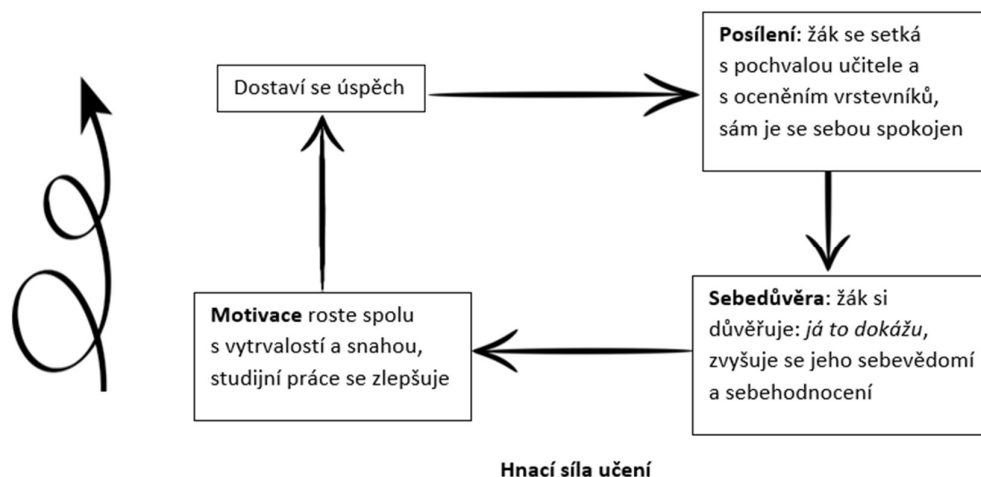 Dostaví se úspěch
Posílení: žák se setká
s pochvalou učitele a
s oceněním vrstevníků,
sám je se sebou spokojen
Sebedůvěra: žák si
důvěřuje: já to dokážu,
zvyšuje se jeho sebevědomí
a sebehodnocení
Motivace roste spolu
s vytrvalostí a snahou,
studijní práce se zlepšuje
Hnací síla učení